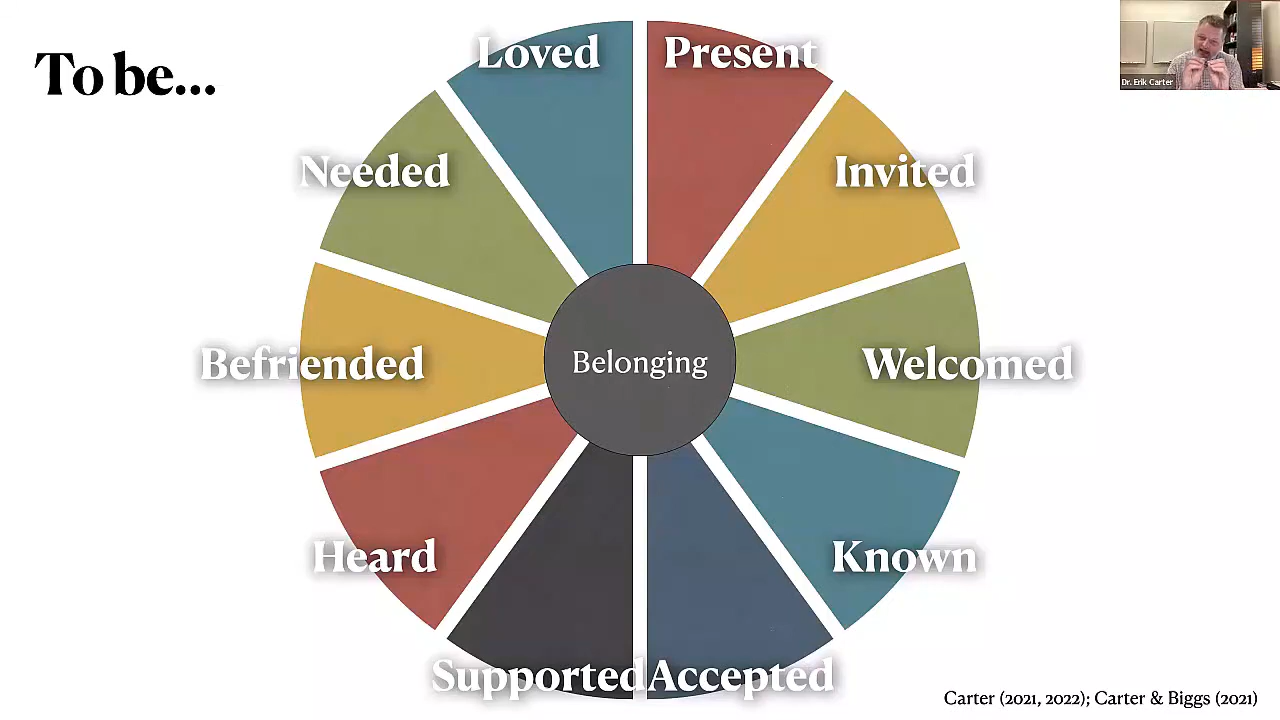 To be...
Loved
Present
Dr. Erik Carter
Needed
Invited
Befriended
Belonging
Welcomed
Heard
Known
Supported
Accepted
Carter (2021, 2022); Carter & Biggs (2021)